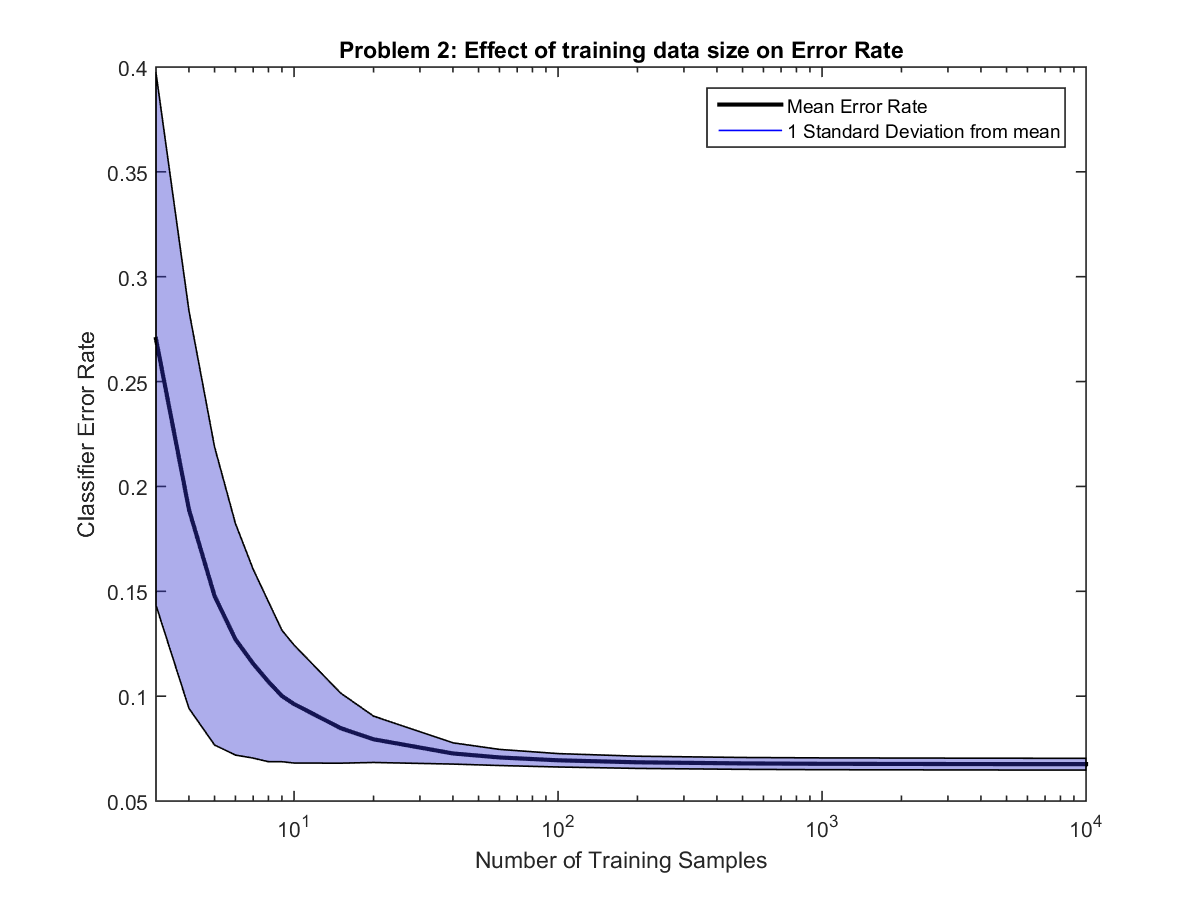 Problem 2: Effect of training data size on Error Rate
Mean Error Rate
1 Standard Deviation from mean
Classifier Error Rate
0.4
0.35
0.3
0.25
0.2
0.15
0.1
0.05
10^1 10^2 10^3 10^4
Number of Training Samples